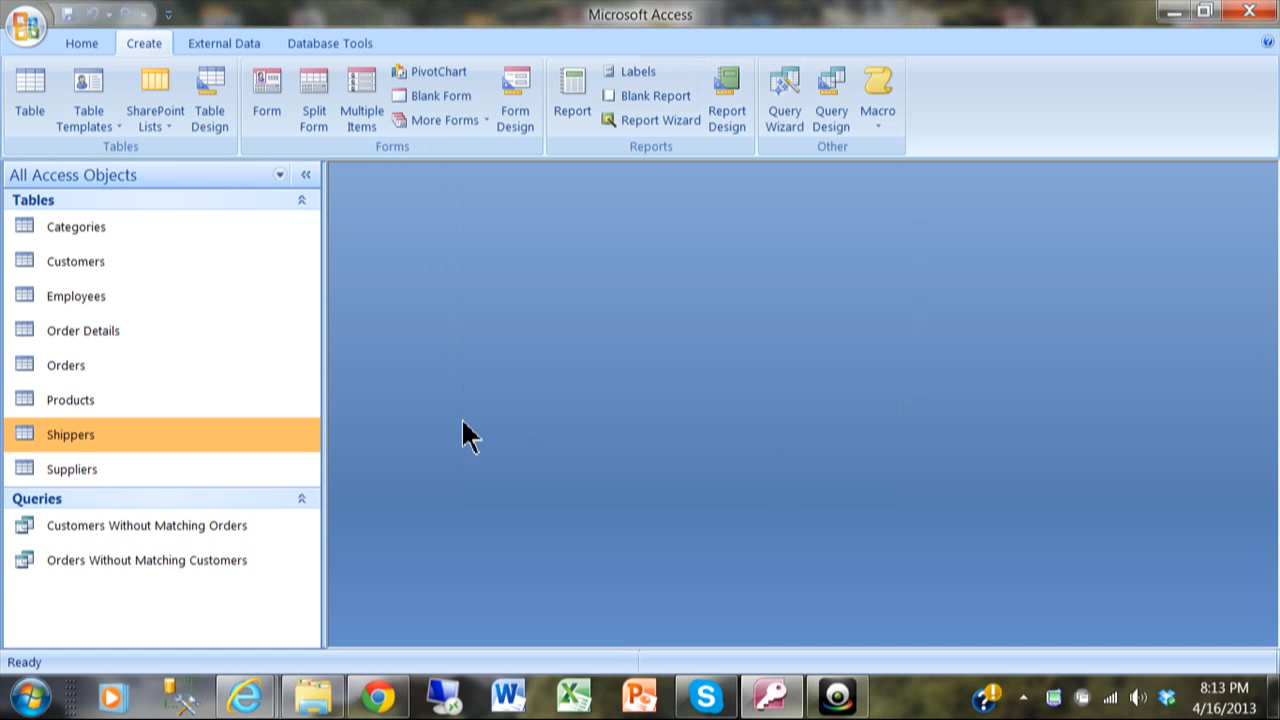 Microsoft Access
Home Create External Data Database Tools
Table
Table Templates
SharePoint Lists
Table Design
Tables
Form
Split Form
Multiple Items
PivotChart
Blank Form
More Forms
Form Design
Forms
Report
Labels
Blank Report
Report Wizard
Report Design
Reports
Query Wizard
Query Design
Macro
Other
All Access Objects
Tables
Categories
Customers
Employees
Order Details
Orders
Products
Shippers
Suppliers
Queries
Customers Without Matching Orders
Orders Without Matching Customers
Ready
8:13 PM
4/16/2013